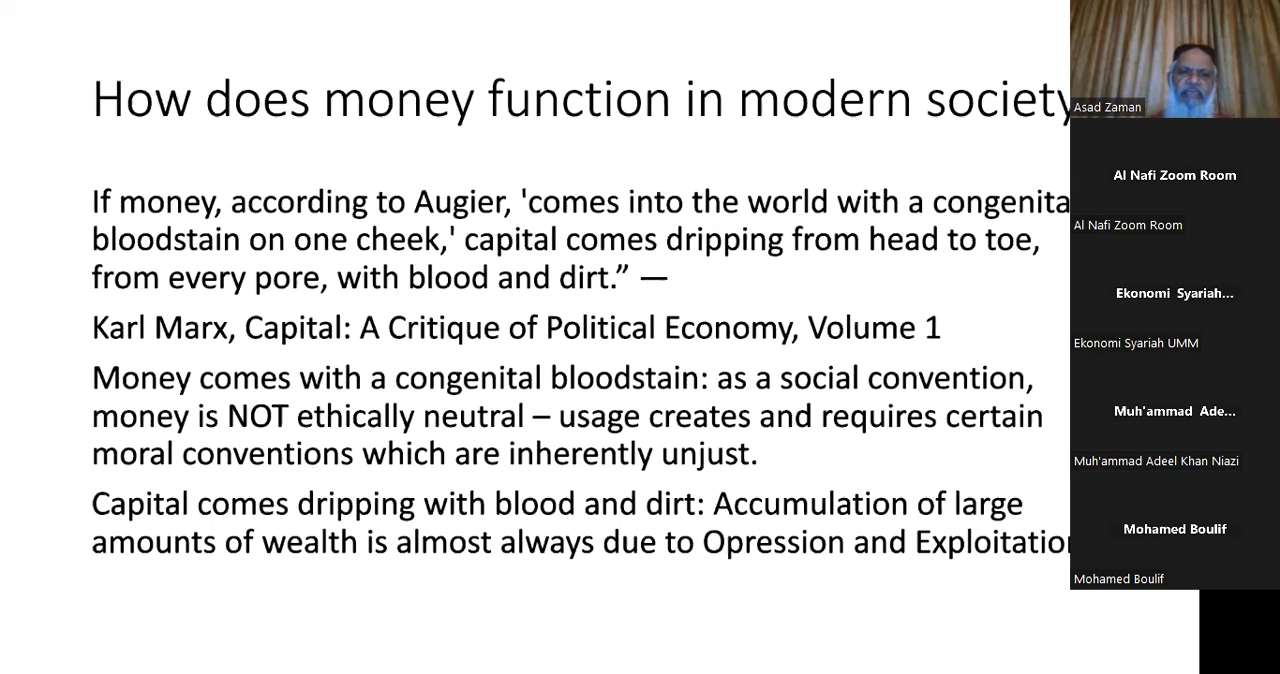 How does money function in modern society
If money, according to Augier, 'comes into the world with a congenita
bloodstain on one cheek,' capital comes dripping from head to toe,
from every pore, with blood and dirt.” —
Karl Marx, Capital: A Critique of Political Economy, Volume 1
Money comes with a congenital bloodstain: as a social convention,
money is NOT ethically neutral – usage creates and requires certain
moral conventions which are inherently unjust.
Capital comes dripping with blood and dirt: Accumulation of large
amounts of wealth is almost always due to Opression and Exploitation
Asad Zaman
Al Nafi Zoom Room
Al Nafi Zoom Room
Ekonomi Syariah...
Ekonomi Syariah UMM
Muh'ammad Ade...
Muh'ammad Adeel Khan Niazi
Mohamed Boulif
Mohamed Boulif